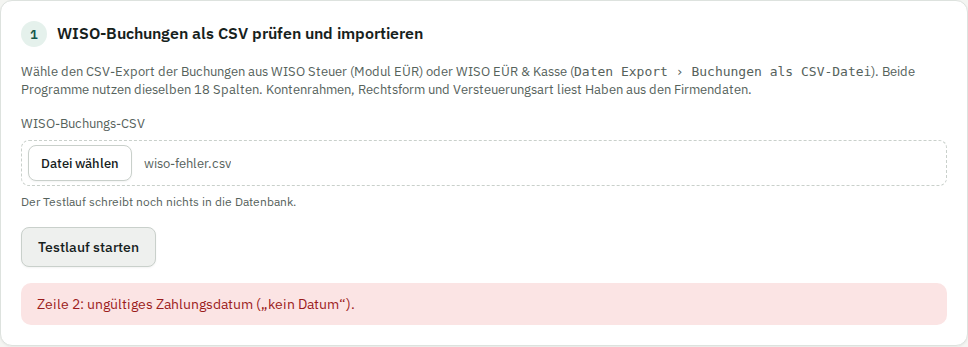 1 WISO-Buchungen als CSV prüfen und importieren
Wähle den CSV-Export der Buchungen aus WISO Steuer (Modul EÜR) oder WISO EÜR & Kasse (Daten Export › Buchungen als CSV-Datei). Beide
Programme nutzen dieselben 18 Spalten. Kontenrahmen, Rechtsform und Versteuerungsart liest Haben aus den Firmendaten.
WISO-Buchungs-CSV
Datei wählen wiso-fehler.csv
Der Testlauf schreibt noch nichts in die Datenbank.
Testlauf starten
Zeile 2: ungültiges Zahlungsdatum („kein Datum“).